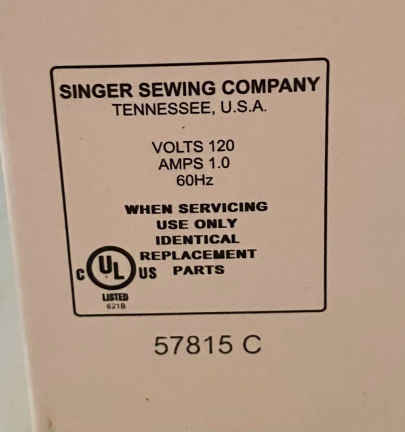 SINGER SEWING COMPANY
TENNESSEE, U.S.A.
VOLTS 120
AMPS 1.0
60Hz
WHEN SERVICING
USE ONLY
IDENTICAL
REPLACEMENT
PARTS
C UL US
LISTED
621B
57815 C